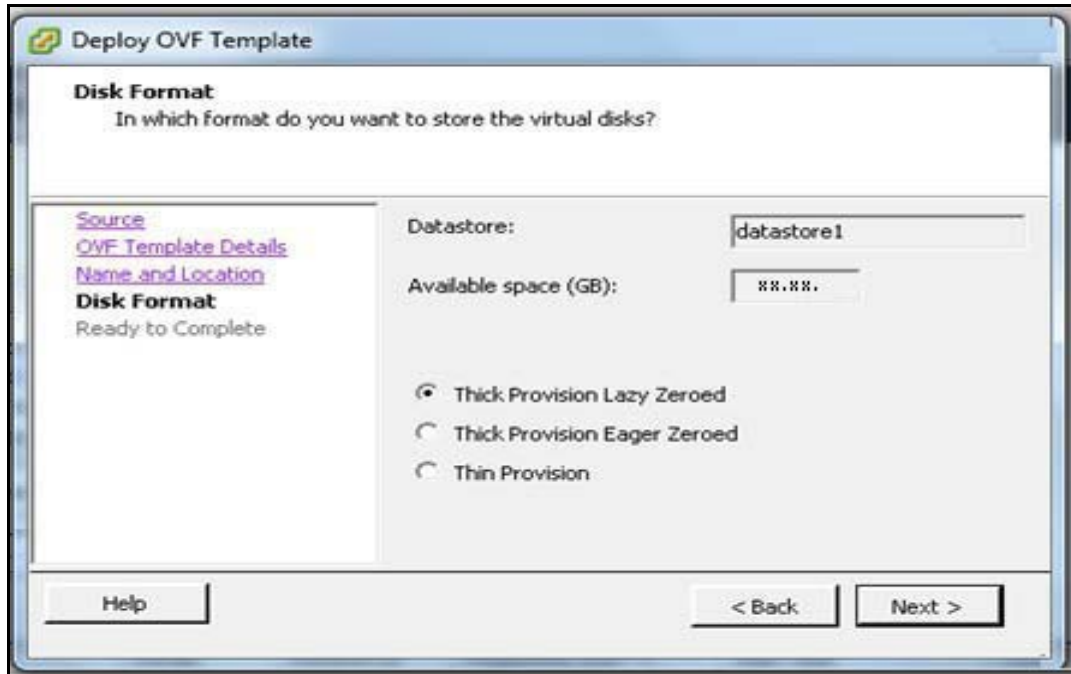 Deploy OVF Template
Disk Format
In which format do you want to store the virtual disks?
Source
OVF Template Details
Name and Location
Disk Format
Ready to Complete
Datastore:
datastore1
Available space (GB):
xx.xx.
Thick Provision Lazy Zeroed
Thick Provision Eager Zeroed
Thin Provision
Help
< Back
Next >